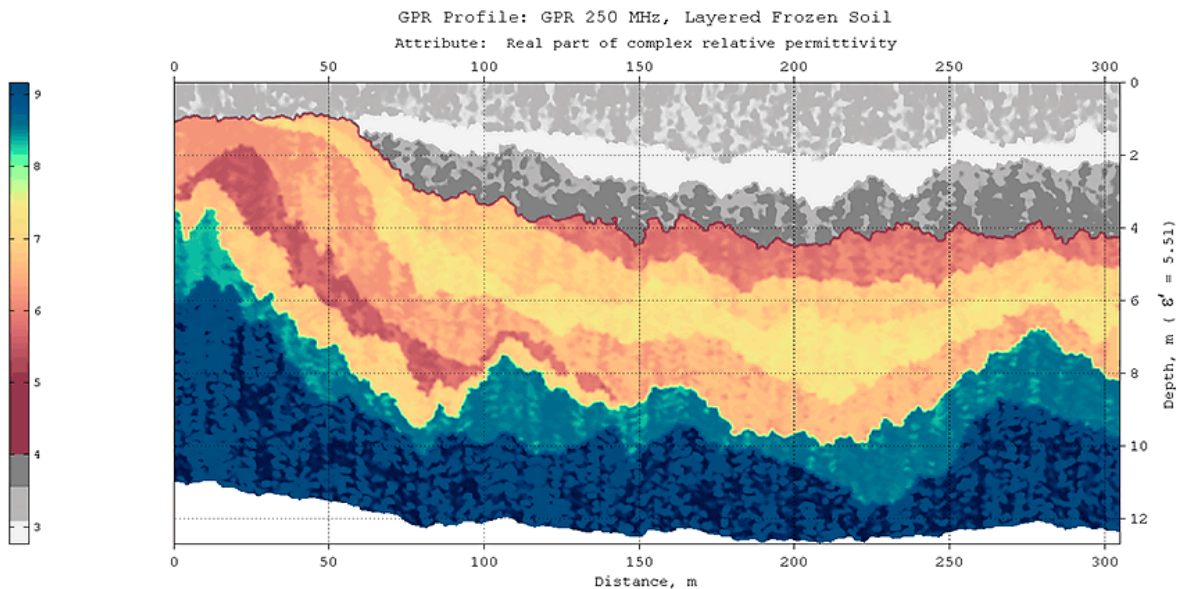 GPR Profile: GPR 250 MHz, Layered Frozen Soil
Attribute:  Real part of complex relative permittivity
0 50 100 150 200 250 300
9
8
7
6
5
4
3
0
2
4
6
8
10
12
Depth, m ( ε' = 5.51)
0 50 100 150 200 250 300
Distance, m